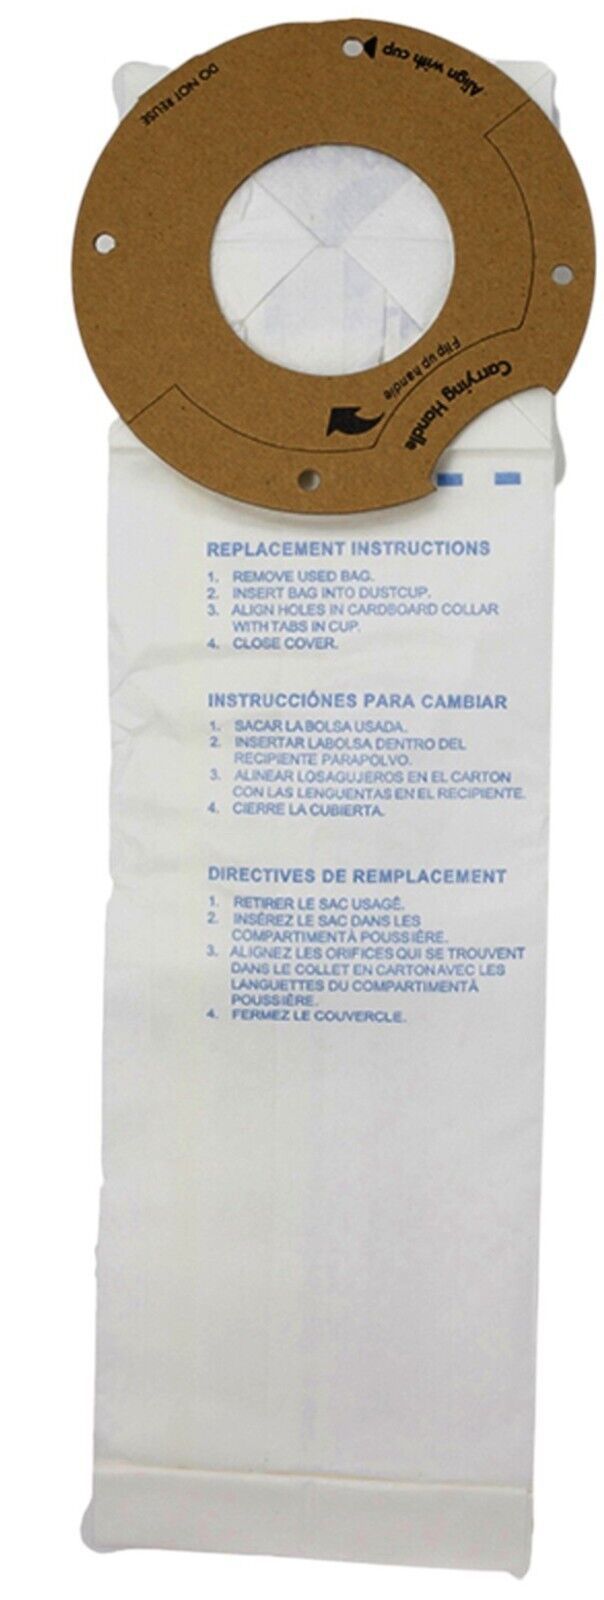 Align with cup
DO NOT REUSE
Flip up handle
Carrying Handle
REPLACEMENT INSTRUCTIONS
1. REMOVE USED BAG.
2. INSERT BAG INTO DUSTCUP.
3. ALIGN HOLES IN CARDBOARD COLLAR
WITH TABS IN CUP.
4. CLOSE COVER.
INSTRUCCIÓNES PARA CAMBIAR
1. SACAR LA BOLSA USADA.
2. INSERTAR LABOLSA DENTRO DEL
RECIPIENTE PARAPOLVO.
3. ALINEAR LOSAGUJEROS EN EL CARTON
CON LAS LENGUENTAS EN EL RECIPIENTE.
4. CIERRE LA CUBIERTA.
DIRECTIVES DE REMPLACEMENT
1. RETIRER LE SAC USAGÊ.
2. INSÉREZ LE SAC DANS LES
COMPARTIMENTÀ POUSSIÈRE.
3. ALIGNEZ LES ORIFICES QUI SE TROUVENT
DANS LE COLLET EN CARTONAVEC LES
LANGUETTES DU COMPARTIMENTÀ
POUSSIÈRE.
4. FERMEZ LE COUVERCLE.